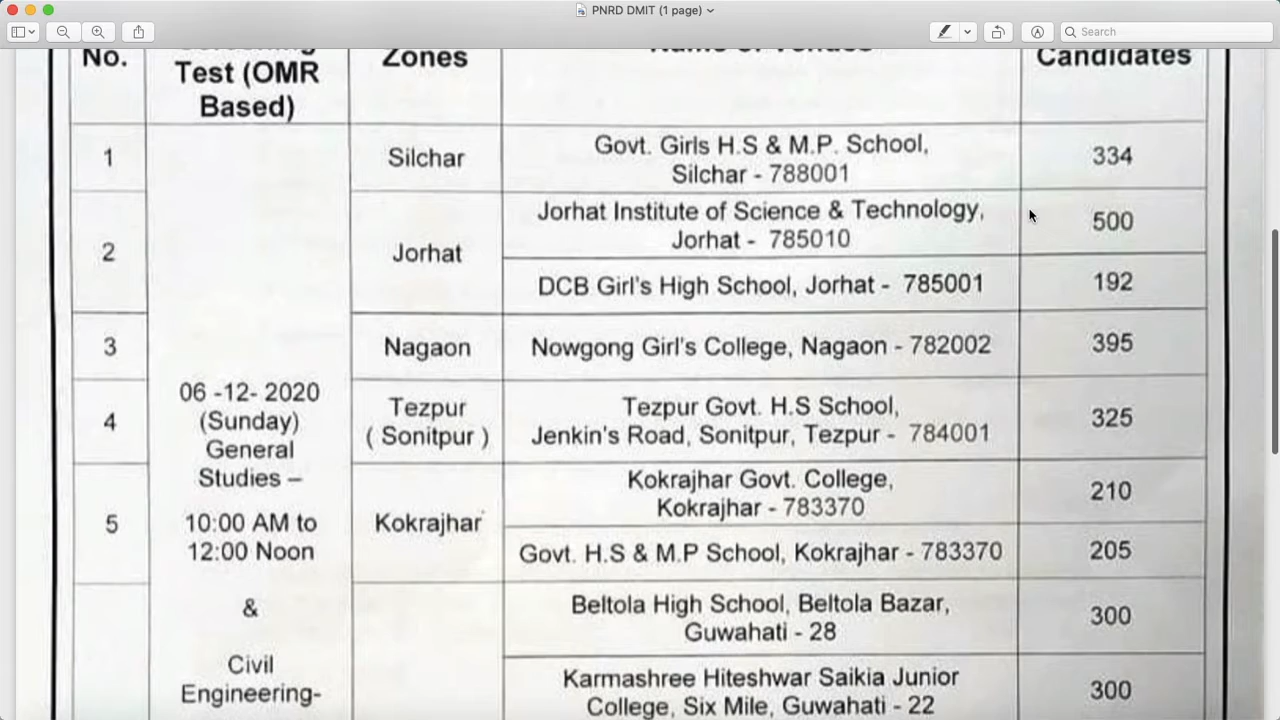 PNRD DMIT (1 page)
Search
No.
Test (OMR
Based)
Zones
Name of Venues
Candidates
1
Silchar
Govt. Girls H.S & M.P. School,
Silchar - 788001
334
2
Jorhat
Jorhat Institute of Science & Technology,
Jorhat - 785010
500
DCB Girl's High School, Jorhat - 785001
192
3
Nagaon
Nowgong Girl's College, Nagaon - 782002
395
06 -12- 2020
(Sunday)
General
Studies –
10:00 AM to
12:00 Noon
&
Civil
Engineering-
4
Tezpur
( Sonitpur )
Tezpur Govt. H.S School,
Jenkin's Road, Sonitpur, Tezpur - 784001
325
5
Kokrajhar
Kokrajhar Govt. College,
Kokrajhar - 783370
210
Govt. H.S & M.P School, Kokrajhar - 783370
205
Beltola High School, Beltola Bazar,
Guwahati - 28
300
Karmashree Hiteshwar Saikia Junior
College, Six Mile, Guwahati - 22
300